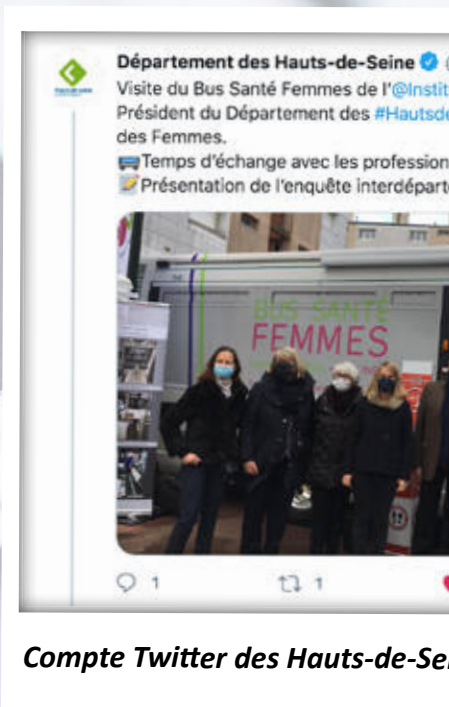 Département des Hauts-de-Seine
Visite du Bus Santé Femmes de l'@Instit
Président du Département des #Hautsde
des Femmes.
Temps d'échange avec les profession
Présentation de l'enquête interdéparte
BUS SANTÉ
FEMMES
1
1
Compte Twitter des Hauts-de-Sei